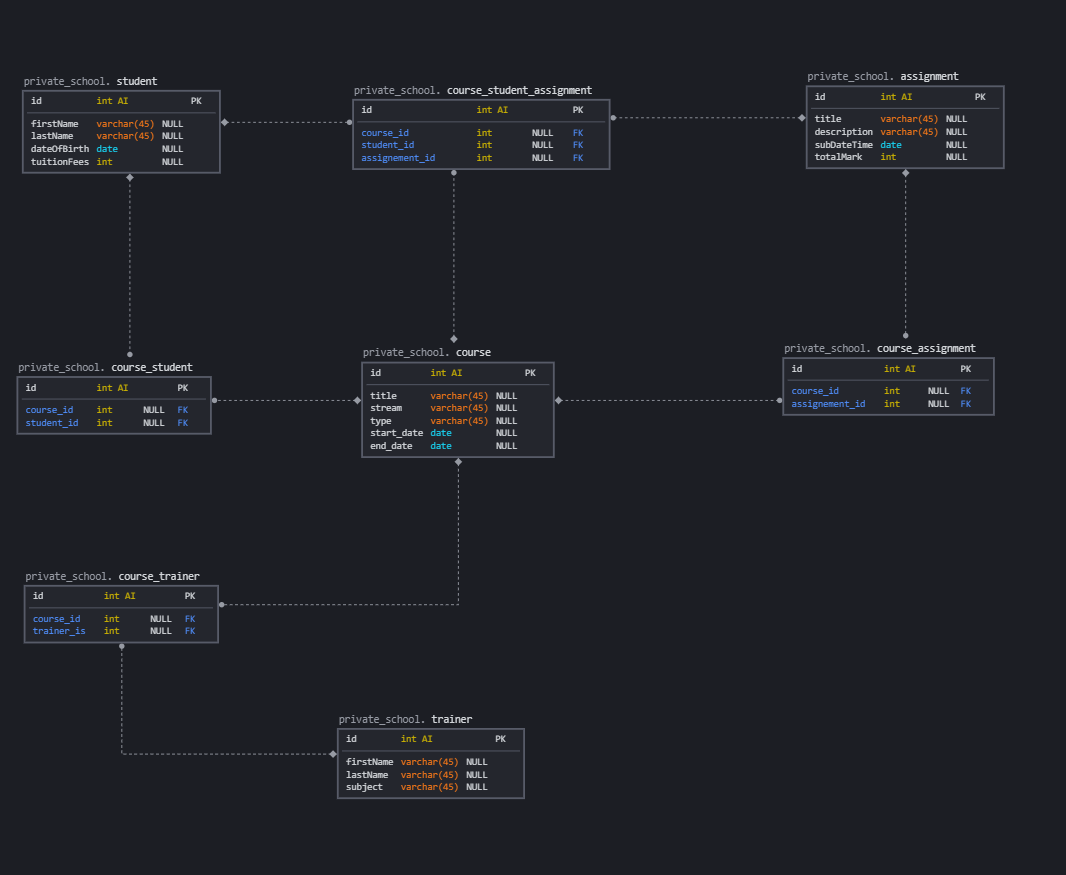 private_school. student
id int AI PK
firstName varchar(45) NULL
lastName varchar(45) NULL
dateOfBirth date NULL
tuitionFees int NULL
private_school. course_student_assignment
id int AI PK
course_id int NULL FK
student_id int NULL FK
assignement_id int NULL FK
private_school. assignment
id int AI PK
title varchar(45) NULL
description varchar(45) NULL
subDateTime date NULL
totalMark int NULL
private_school. course_student
id int AI PK
course_id int NULL FK
student_id int NULL FK
private_school. course
id int AI PK
title varchar(45) NULL
stream varchar(45) NULL
type varchar(45) NULL
start_date date NULL
end_date date NULL
private_school. course_assignment
id int AI PK
course_id int NULL FK
assignement_id int NULL FK
private_school. course_trainer
id int AI PK
course_id int NULL FK
trainer_is int NULL FK
private_school. trainer
id int AI PK
firstName varchar(45) NULL
lastName varchar(45) NULL
subject varchar(45) NULL